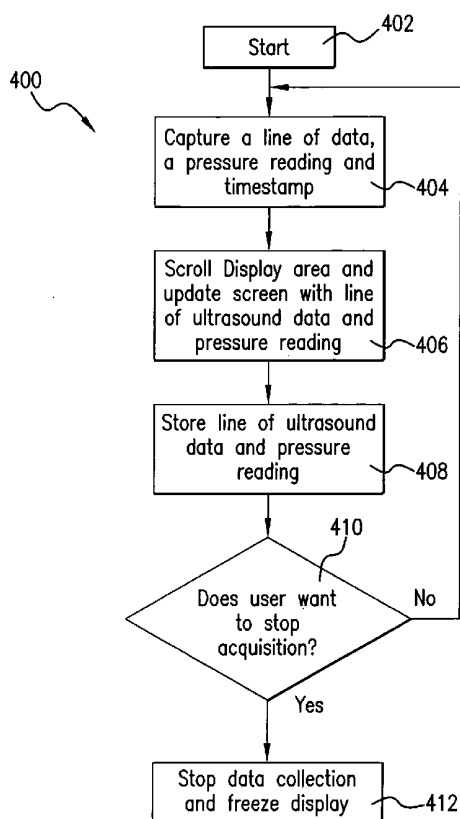 402
Start
400
Capture a line of data,
a pressure reading and
timestamp
404
Scroll Display area and
update screen with line
of ultrasound data and
pressure reading
406
Store line of ultrasound
data and pressure
reading
408
410
Does user want
to stop
acquisition?
No
Yes
Stop data collection
and freeze display
412